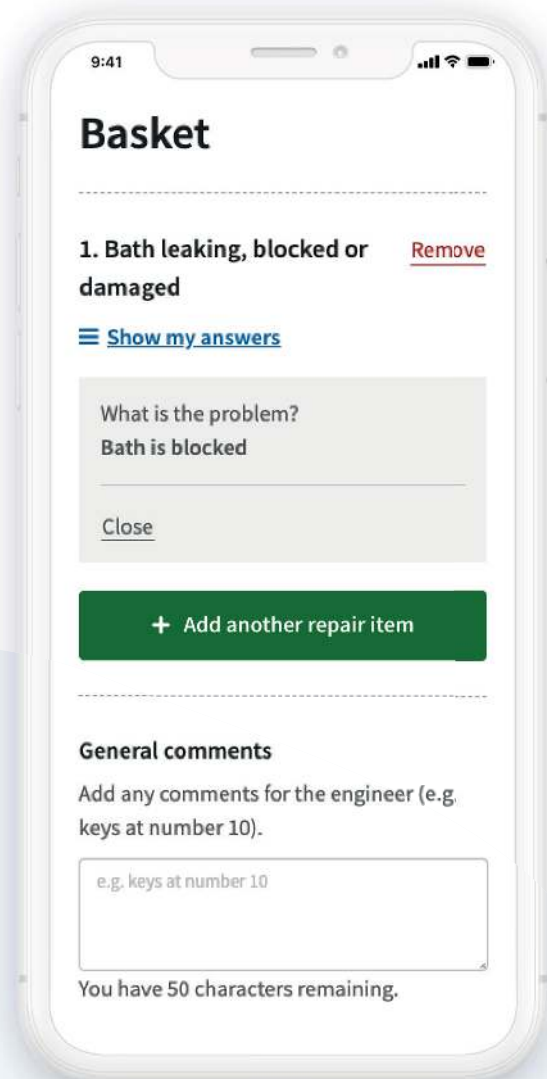 9:41
Basket
1. Bath leaking, blocked or
damaged
Remove
Show my answers
What is the problem?
Bath is blocked
Close
+ Add another repair item
General comments
Add any comments for the engineer (e.g.
keys at number 10).
e.g. keys at number 10
You have 50 characters remaining.